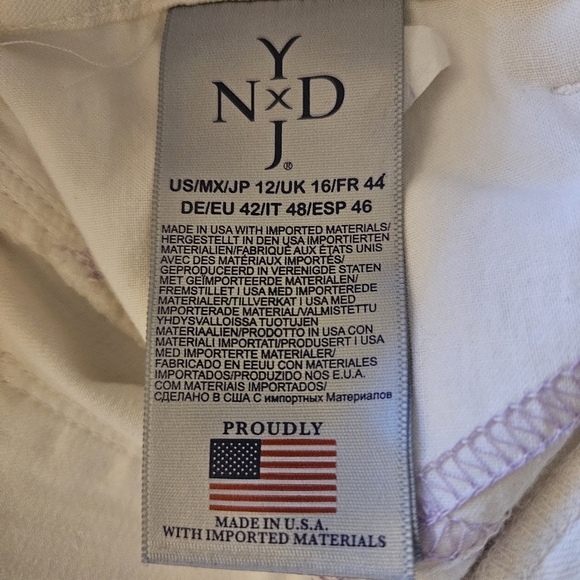 Y
N x D
J®
US/MX/JP 12/UK 16/FR 44
DE/EU 42/IT 48/ESP 46
MADE IN USA WITH IMPORTED MATERIALS/
HERGESTELLT IN DEN USA IMPORTIERTEN
MATERIALIEN/FABRIQUÉ AUX ÉTATS UNIS
AVEC DES MATÉRIAUX IMPORTÉS/
GEPRODUCEERD IN VERENIGDE STATEN
MET GEÏMPORTEERDE MATERIALEN/
FREMSTILLET I USA MED IMPORTEREDE
MATERIALER/TILLVERKAT I USA MED
IMPORTERADE MATERIAL/VALMISTETTU
YHDYSVALLOISSA TUOTUJEN
MATERIAALIEN/PRODOTTO IN USA CON
MATERIALI IMPORTATI/PRODUSERT I USA
MED IMPORTERTE MATERIALER/
FABRICADO EN EEUU CON MATERIALES
IMPORTADOS/PRODUZIDO NOS E.U.A.
COM MATERIAIS IMPORTADOS/
СДЕЛАНО В США С импортных Материалов
PROUDLY
MADE IN U.S.A.
WITH IMPORTED MATERIALS